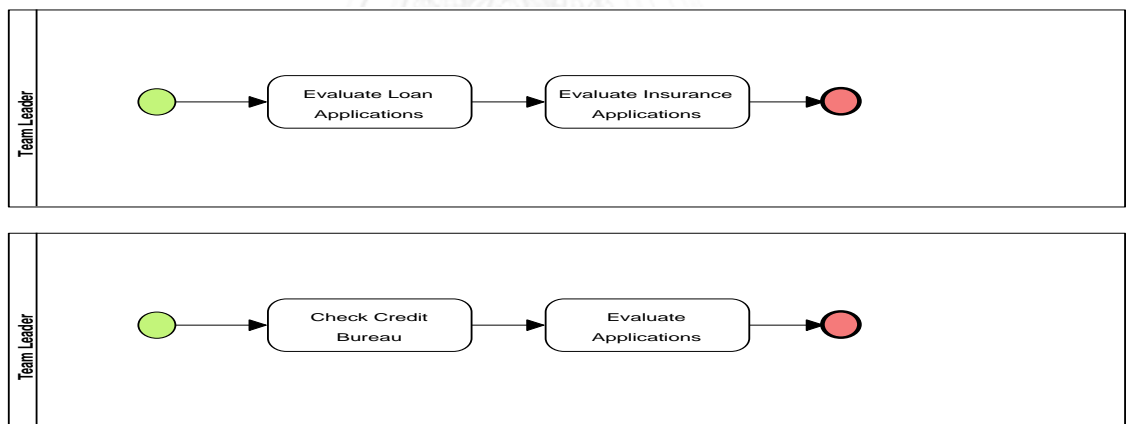 Team Leader
Evaluate Loan
Applications
Evaluate Insurance
Applications
Team Leader
Check Credit
Bureau
Evaluate
Applications